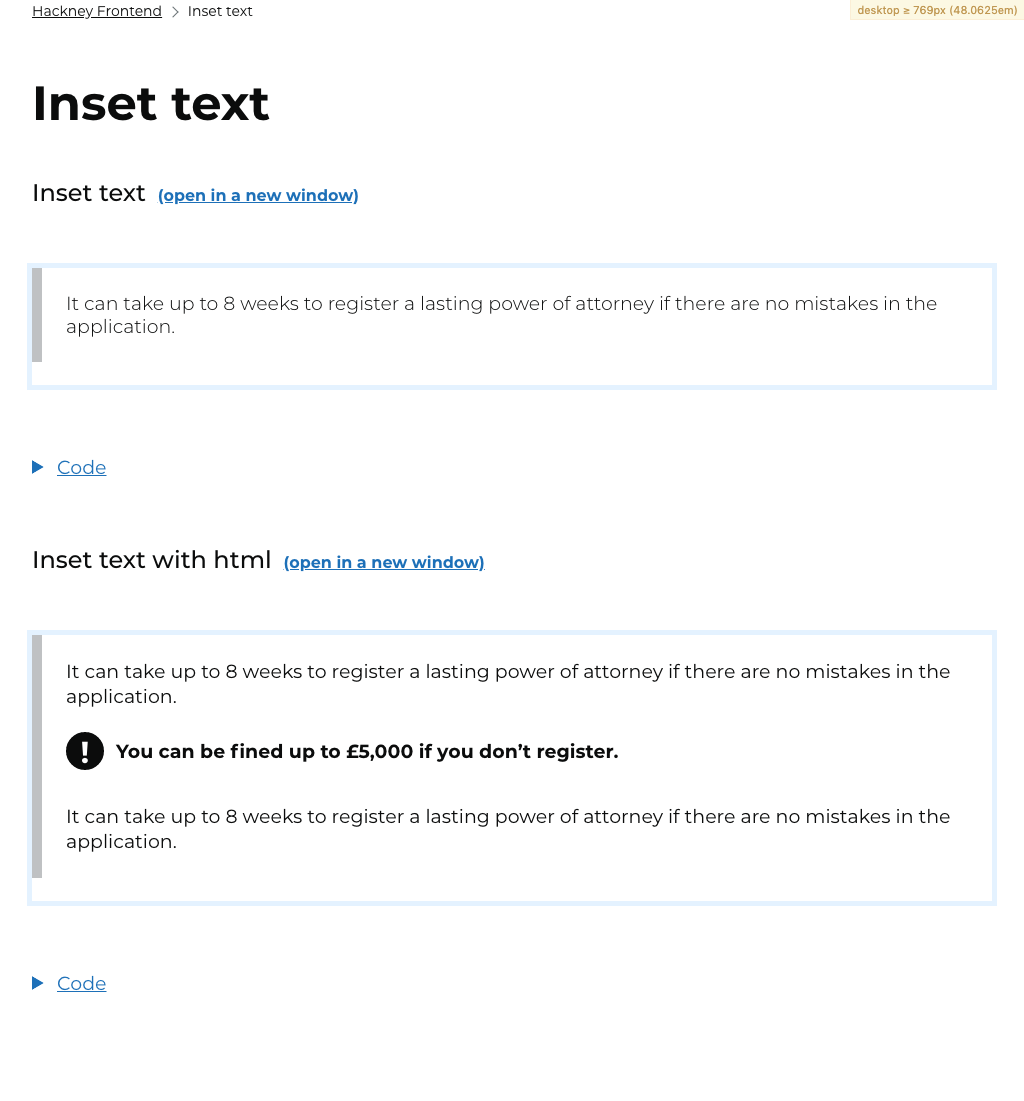 Hackney Frontend > Inset text
desktop ≥ 769px (48.0625em)
Inset text
Inset text (open in a new window)
It can take up to 8 weeks to register a lasting power of attorney if there are no mistakes in the
application.
Code
Inset text with html (open in a new window)
It can take up to 8 weeks to register a lasting power of attorney if there are no mistakes in the
application.
! You can be fined up to £5,000 if you don’t register.
It can take up to 8 weeks to register a lasting power of attorney if there are no mistakes in the
application.
Code